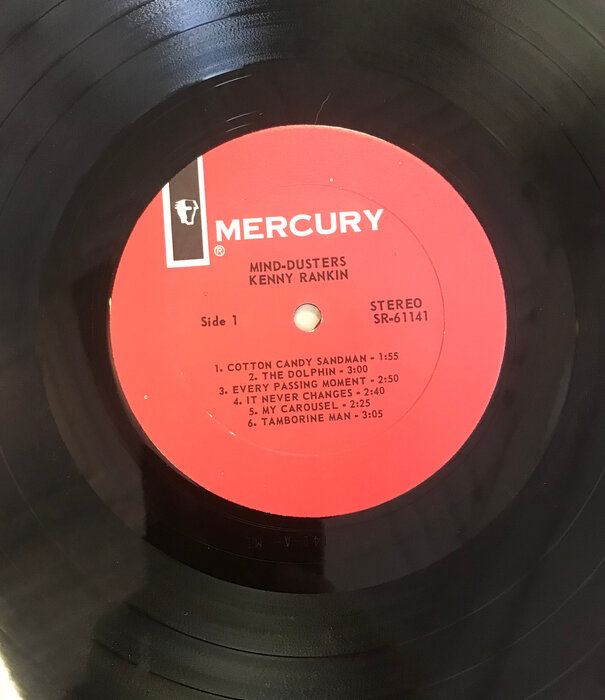 MERCURY
®
MIND-DUSTERS
KENNY RANKIN
Side 1
STEREO
SR-61141
1. COTTON CANDY SANDMAN - 1:55
2. THE DOLPHIN - 3:00
3. EVERY PASSING MOMENT - 2:50
4. IT NEVER CHANGES - 2:40
5. MY CAROUSEL - 2:25
6. TAMBORINE MAN - 3:05